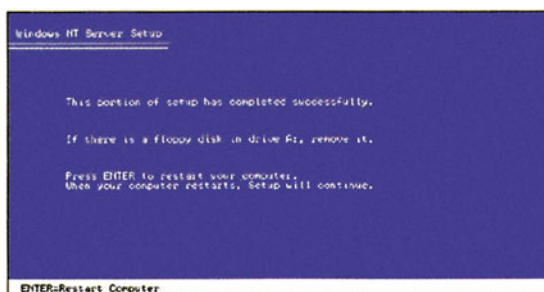 Windows NT Server Setup
This portion of setup has completed successfully.
If there is a floppy disk in drive A:, remove it.
Press ENTER to restart your computer.
When your computer restarts, Setup will continue.
ENTER=Restart Computer